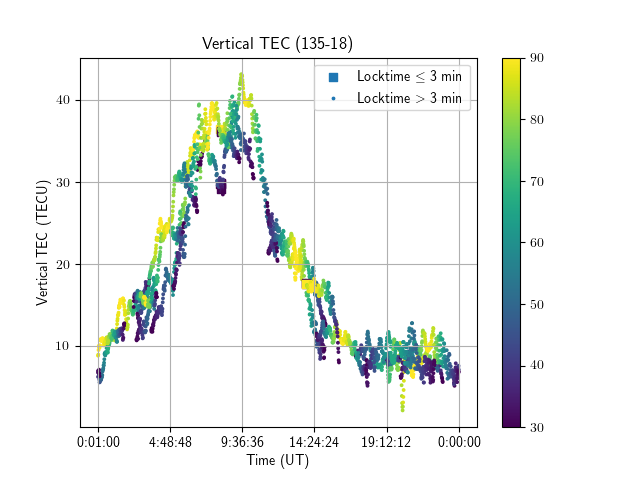 Vertical TEC (135-18)
Locktime ≤ 3 min
Locktime > 3 min
Vertical TEC (TECU)
40
30
20
10
0:01:00 4:48:48 9:36:36 14:24:24 19:12:12 0:00:00
Time (UT)
90
80
70
60
50
40
30